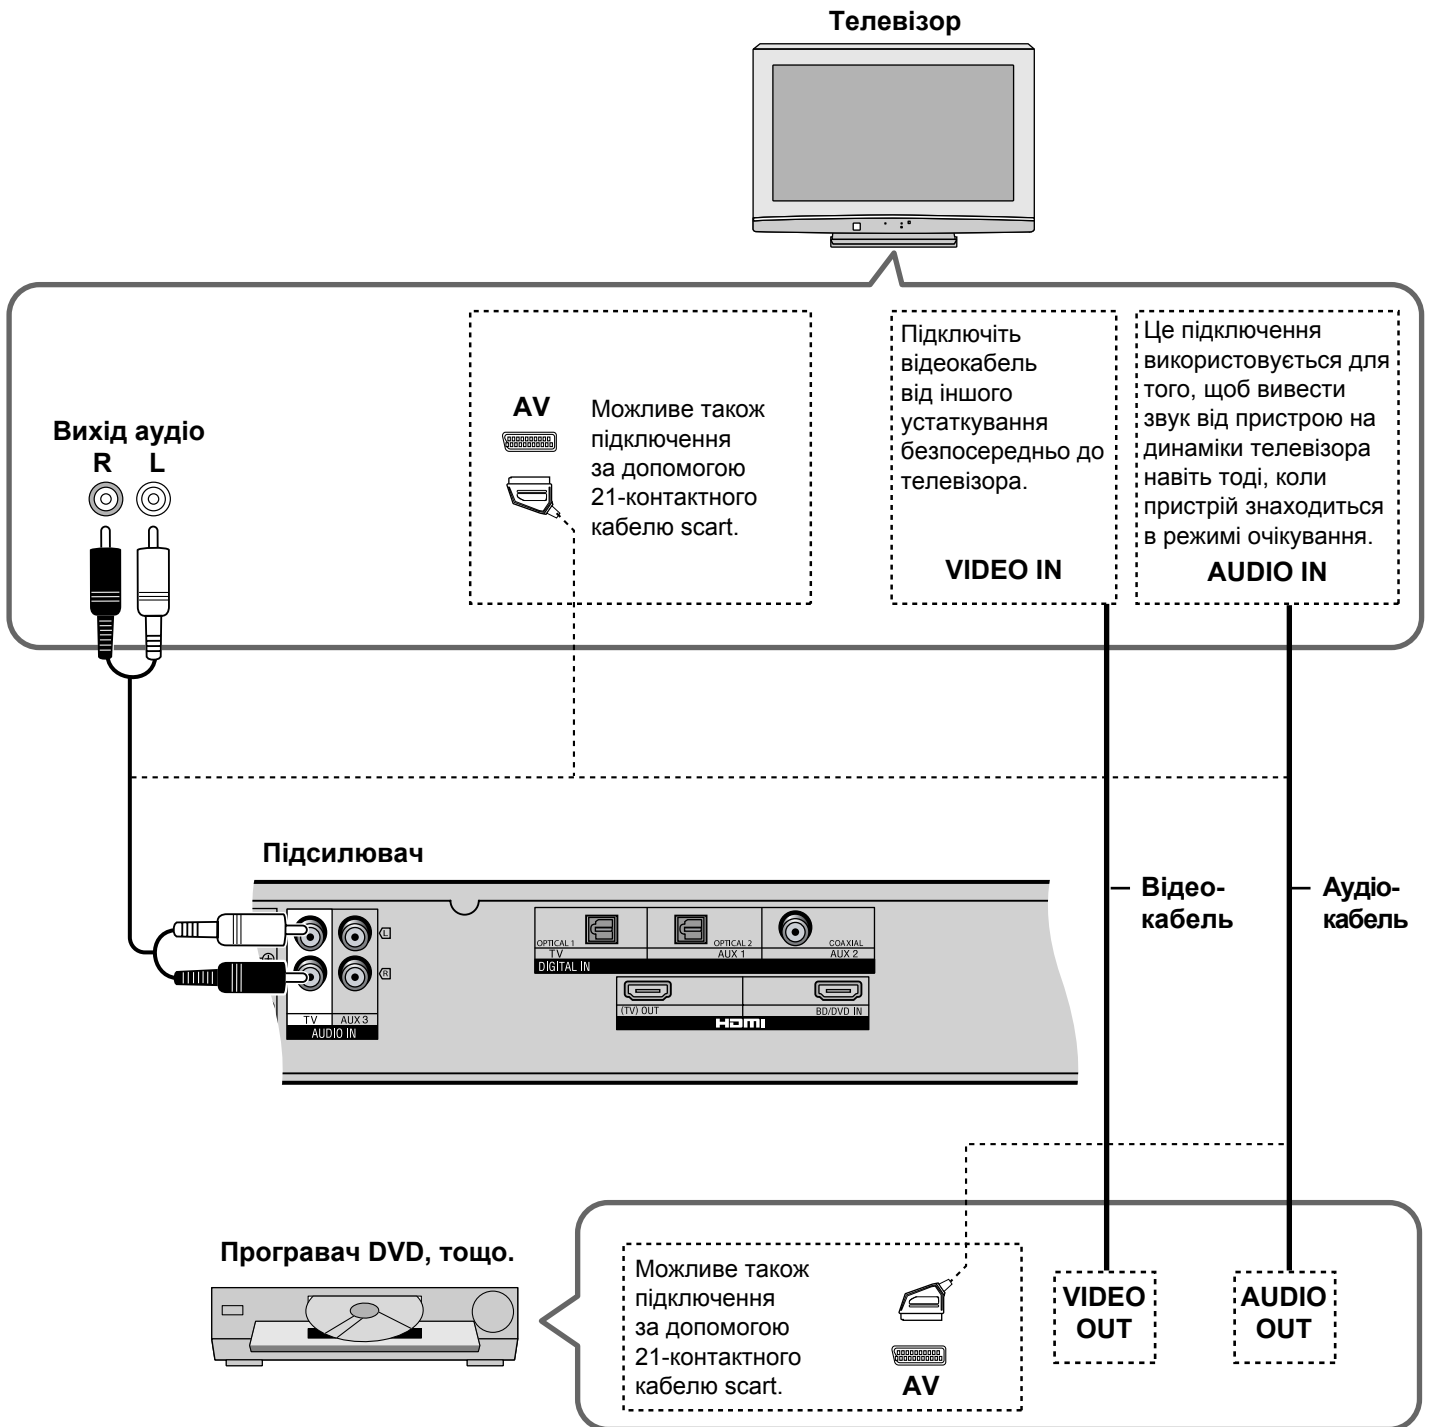 Телевізор
Вихід аудіо
R L
AV
Можливе також
підключення
за допомогою
21-контактного
кабелю scart.
Підключіть
відеокабель
від іншого
устаткування
безпосередньо до
телевізора.
VIDEO IN
Це підключення
використовується для
того, щоб вивести
звук від пристрою на
динаміки телевізора
навіть тоді, коли
пристрій знаходиться
в режимі очікування.
AUDIO IN
Підсилювач
L
R
TV AUX 3
AUDIO IN
OPTICAL 1 OPTICAL 2 COAXIAL
TV AUX 1 AUX 2
DIGITAL IN
(TV) OUT BD/DVD IN
HDMI
Відео-
кабель
Аудіо-
кабель
Програвач DVD, тощо.
Можливе також
підключення
за допомогою
21-контактного
кабелю scart.
AV
VIDEO
OUT
AUDIO
OUT